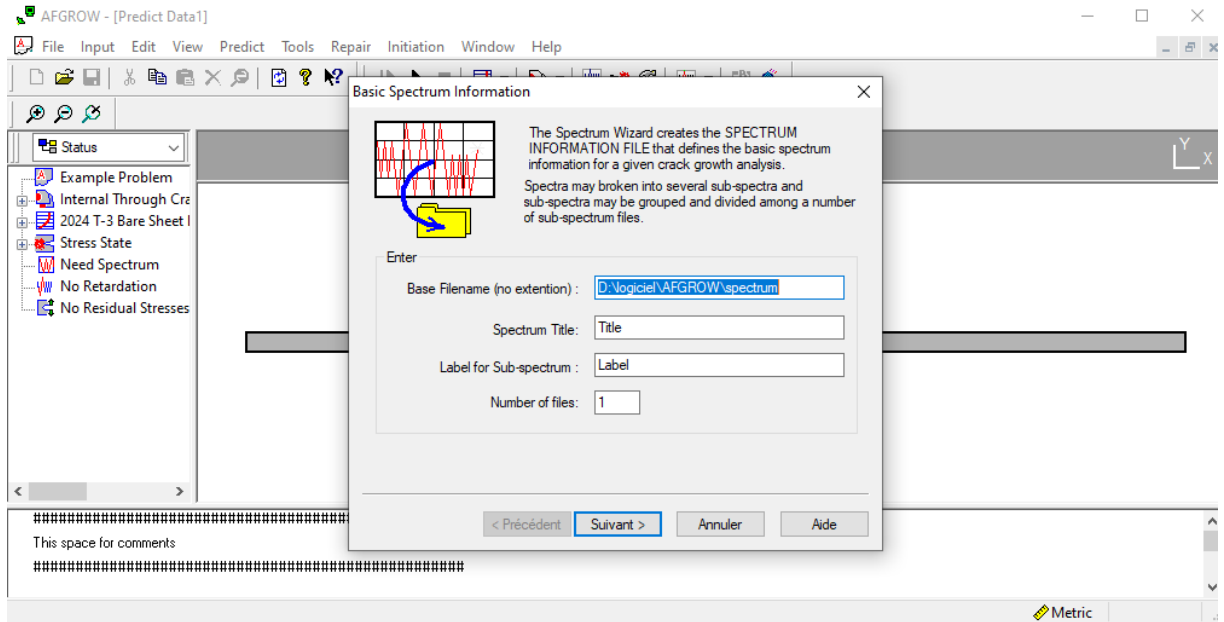 AFGROW - [Predict Data1]
File Input Edit View Predict Tools Repair Initiation Window Help
Basic Spectrum Information
The Spectrum Wizard creates the SPECTRUM
INFORMATION FILE that defines the basic spectrum
information for a given crack growth analysis.
Spectra may broken into several sub-spectra and
sub-spectra may be grouped and divided among a number
of sub-spectrum files.
Enter
Base Filename (no extention) : D:\logiciel\AFGROW\spectrum
Spectrum Title: Title
Label for Sub-spectrum : Label
Number of files: 1
< Précédent Suivant > Annuler Aide
Status
Example Problem
Internal Through Cra
2024 T-3 Bare Sheet
Stress State
Need Spectrum
No Retardation
No Residual Stresses
Y
X
#####################################
This space for comments
###################################################
Metric